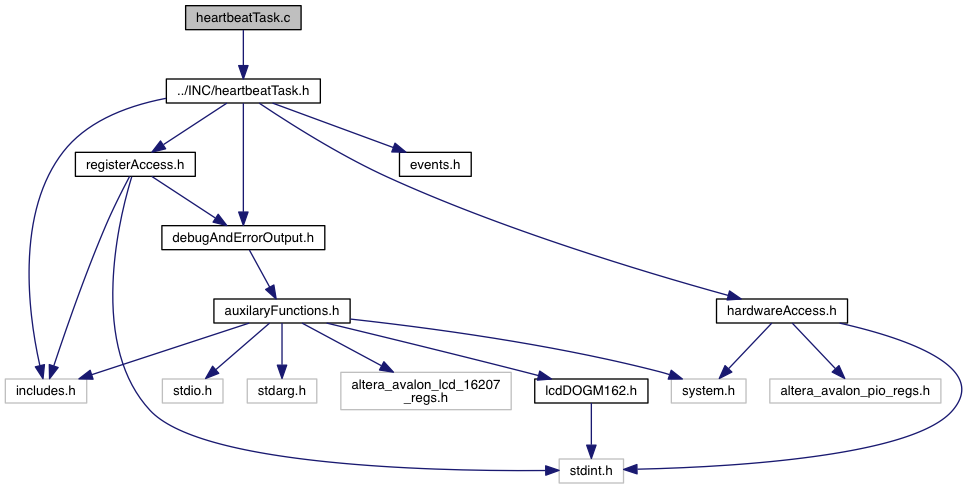 heartbeatTask.c
../INC/heartbeatTask.h
registerAccess.h
events.h
debugAndErrorOutput.h
auxilaryFunctions.h
hardwareAccess.h
includes.h
stdio.h
stdarg.h
altera_avalon_lcd_16207
_regs.h
lcdDOGM162.h
system.h
altera_avalon_pio_regs.h
stdint.h